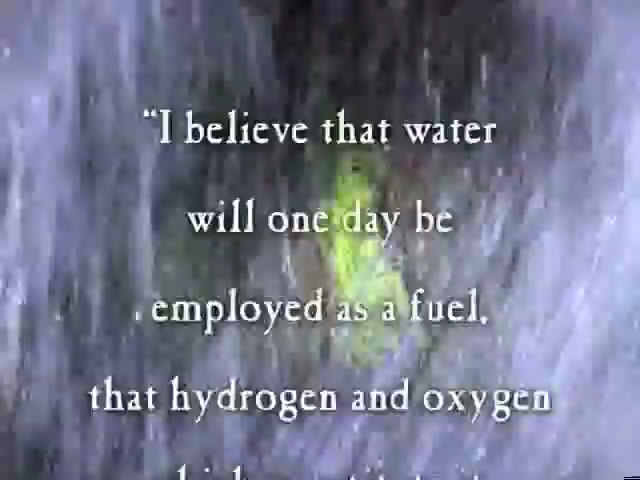 “I believe that water
will one day be
employed as a fuel,
that hydrogen and oxygen